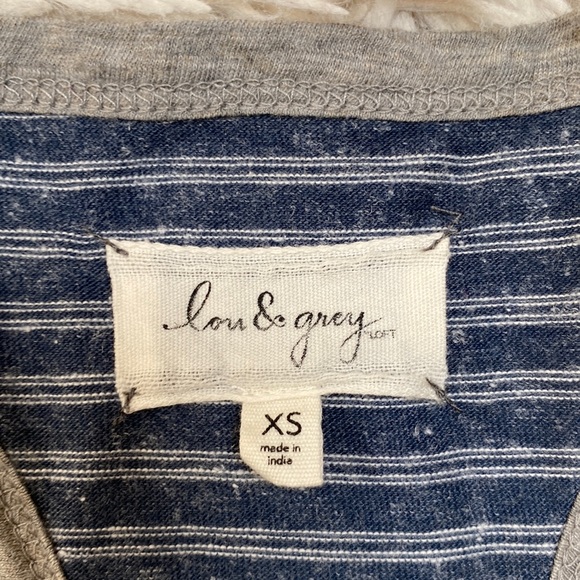 lou & grey
LOFT
XS
made in
india